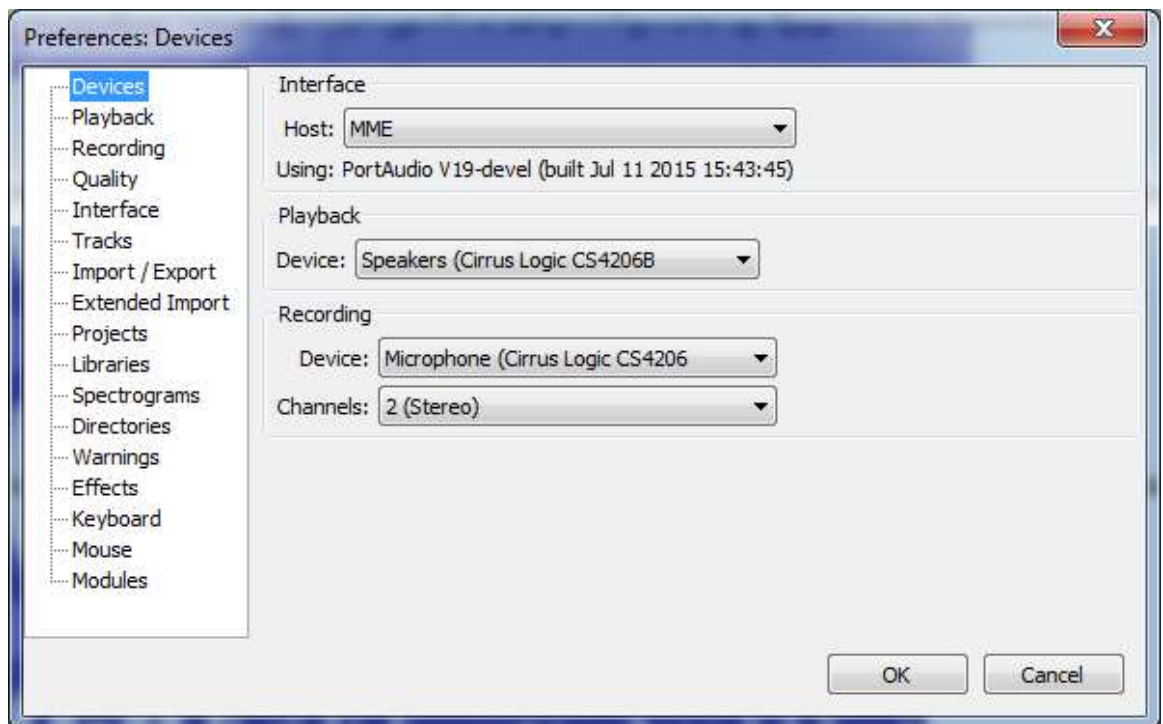 Preferences: Devices
Devices
Playback
Recording
Quality
Interface
Tracks
Import / Export
Extended Import
Projects
Libraries
Spectrograms
Directories
Warnings
Effects
Keyboard
Mouse
Modules
Interface
Host: MME
Using: PortAudio V19-devel (built Jul 11 2015 15:43:45)
Playback
Device: Speakers (Cirrus Logic CS4206B
Recording
Device: Microphone (Cirrus Logic CS4206
Channels: 2 (Stereo)
OK Cancel